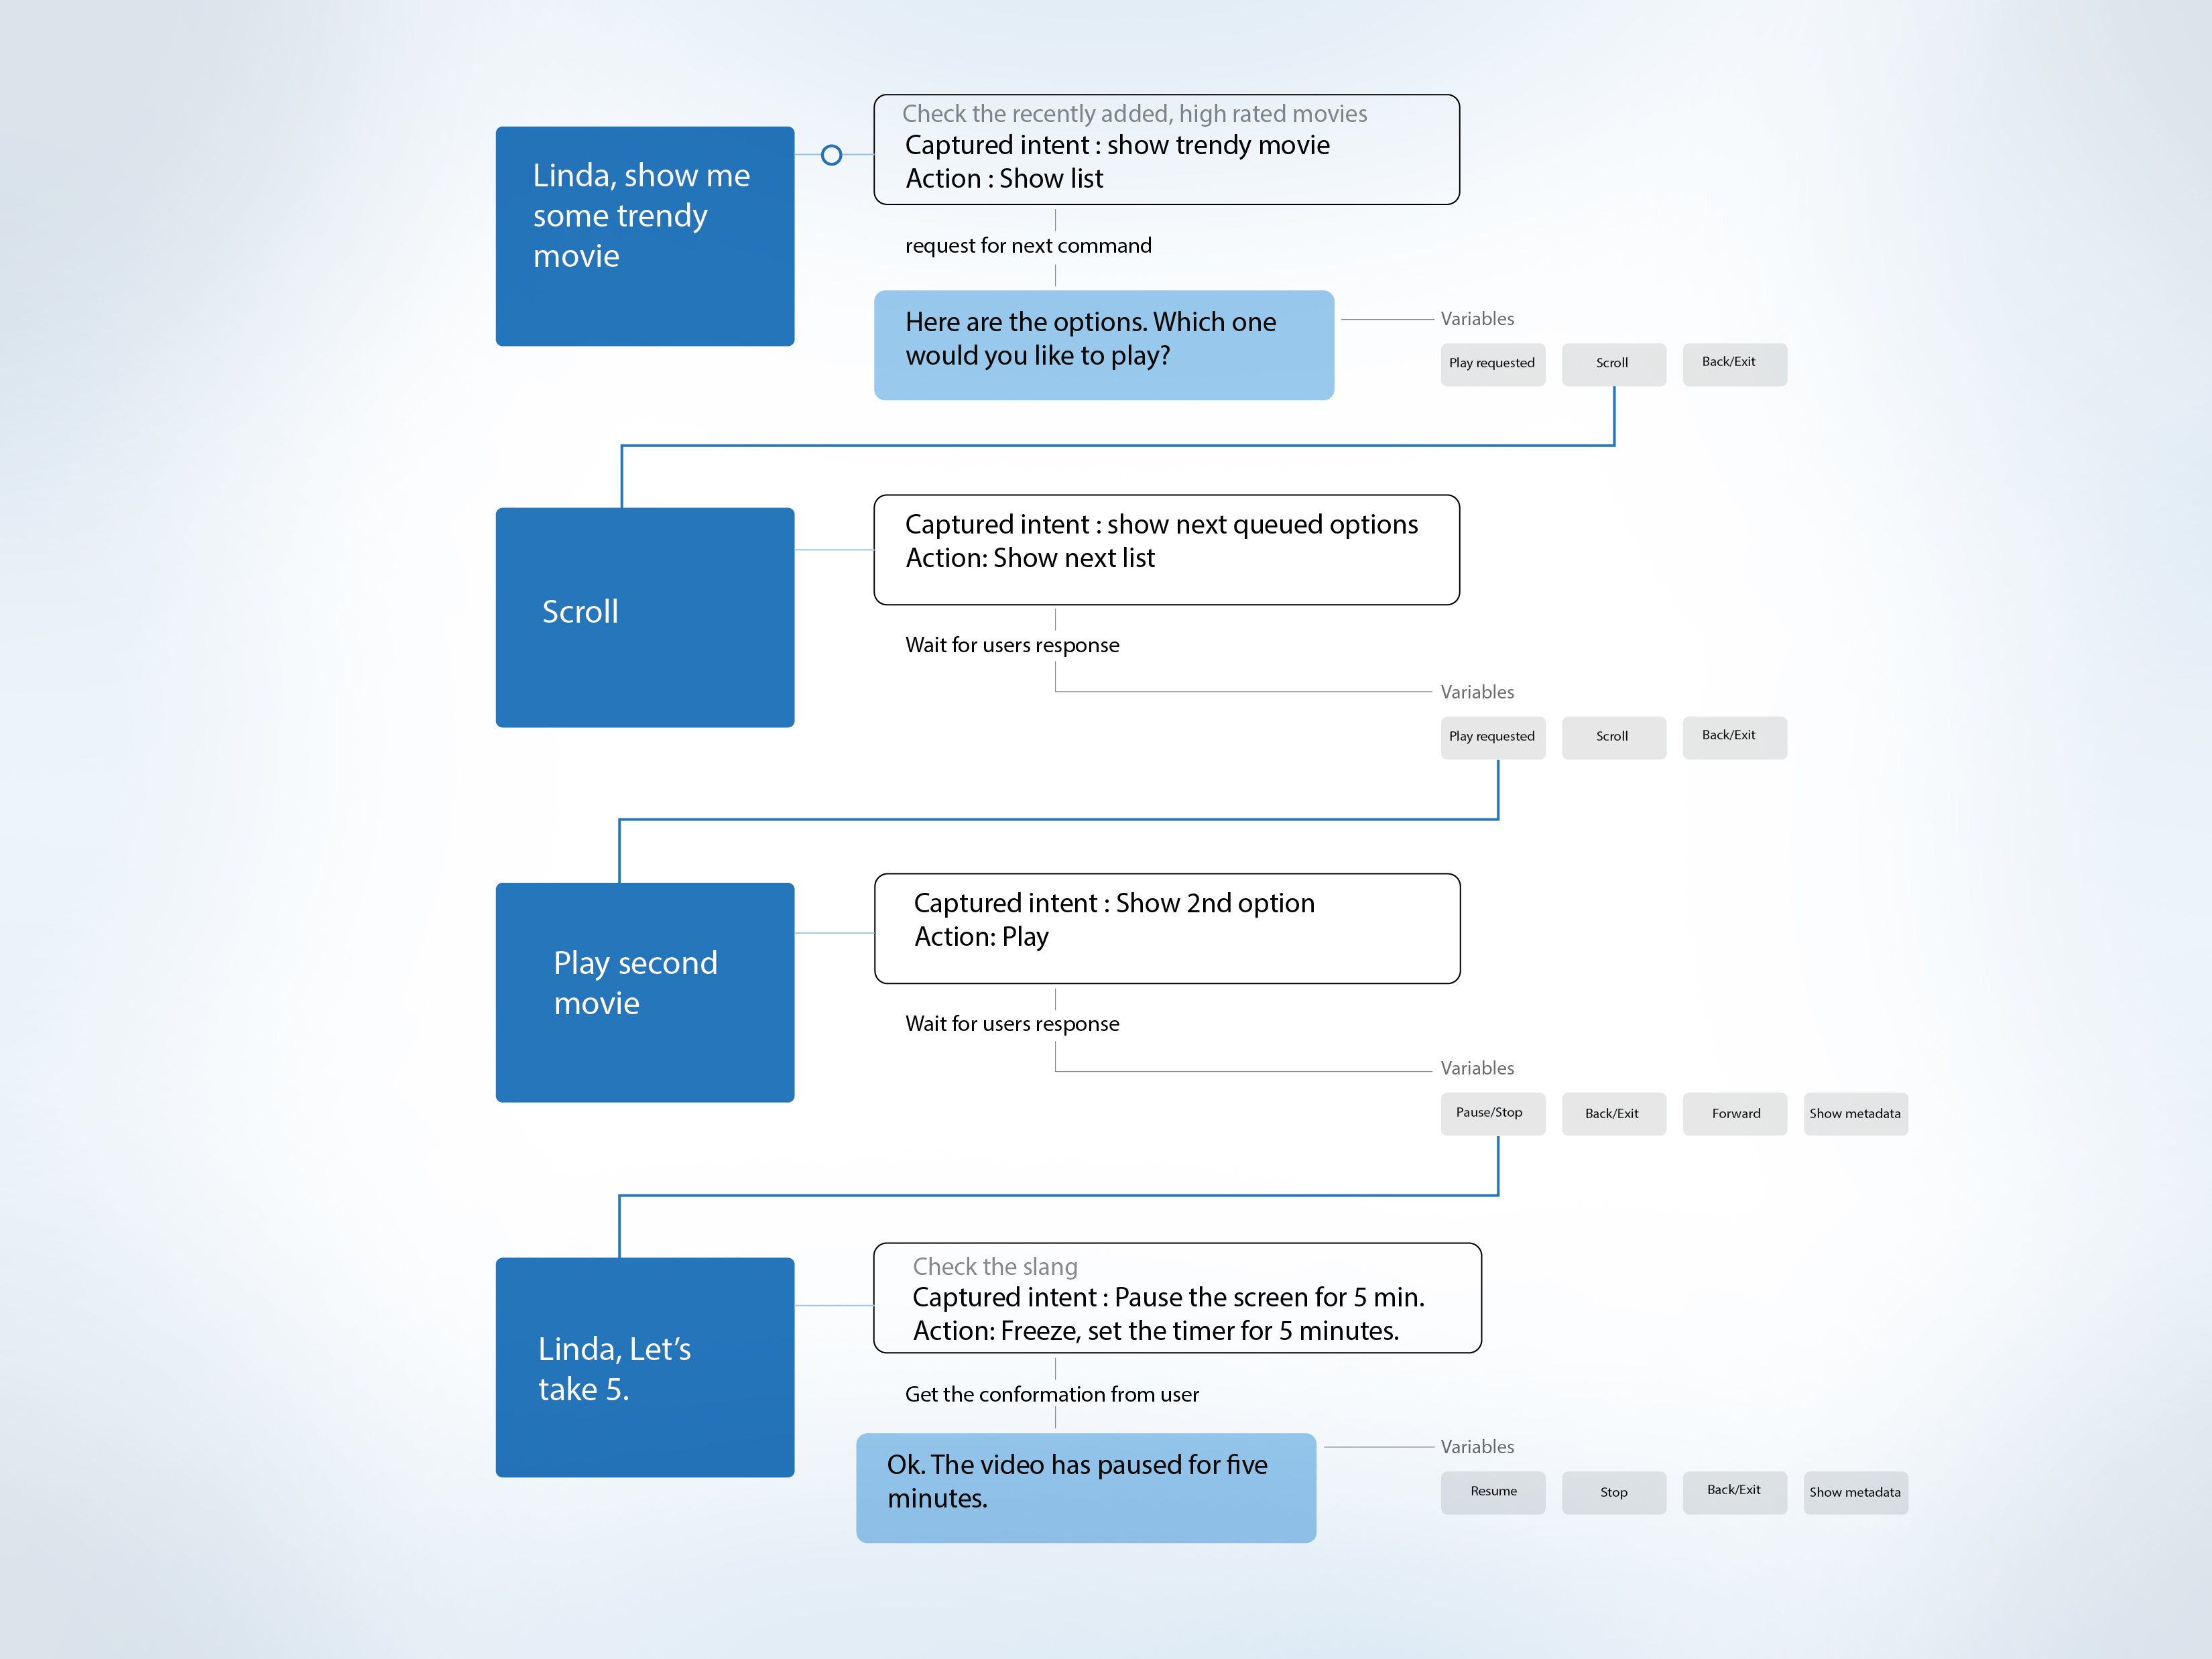 Linda, show me
some trendy
movie
Check the recently added, high rated movies
Captured intent : show trendy movie
Action : Show list
request for next command
Here are the options. Which one
would you like to play?
Variables
Play requested
Scroll
Back/Exit
Scroll
Captured intent : show next queued options
Action: Show next list
Wait for users response
Variables
Play requested
Scroll
Back/Exit
Play second
movie
Captured intent : Show 2nd option
Action: Play
Wait for users response
Variables
Pause/Stop
Back/Exit
Forward
Show metadata
Linda, Let’s
take 5.
Check the slang
Captured intent : Pause the screen for 5 min.
Action: Freeze, set the timer for 5 minutes.
Get the conformation from user
Ok. The video has paused for five
minutes.
Variables
Resume
Stop
Back/Exit
Show metadata